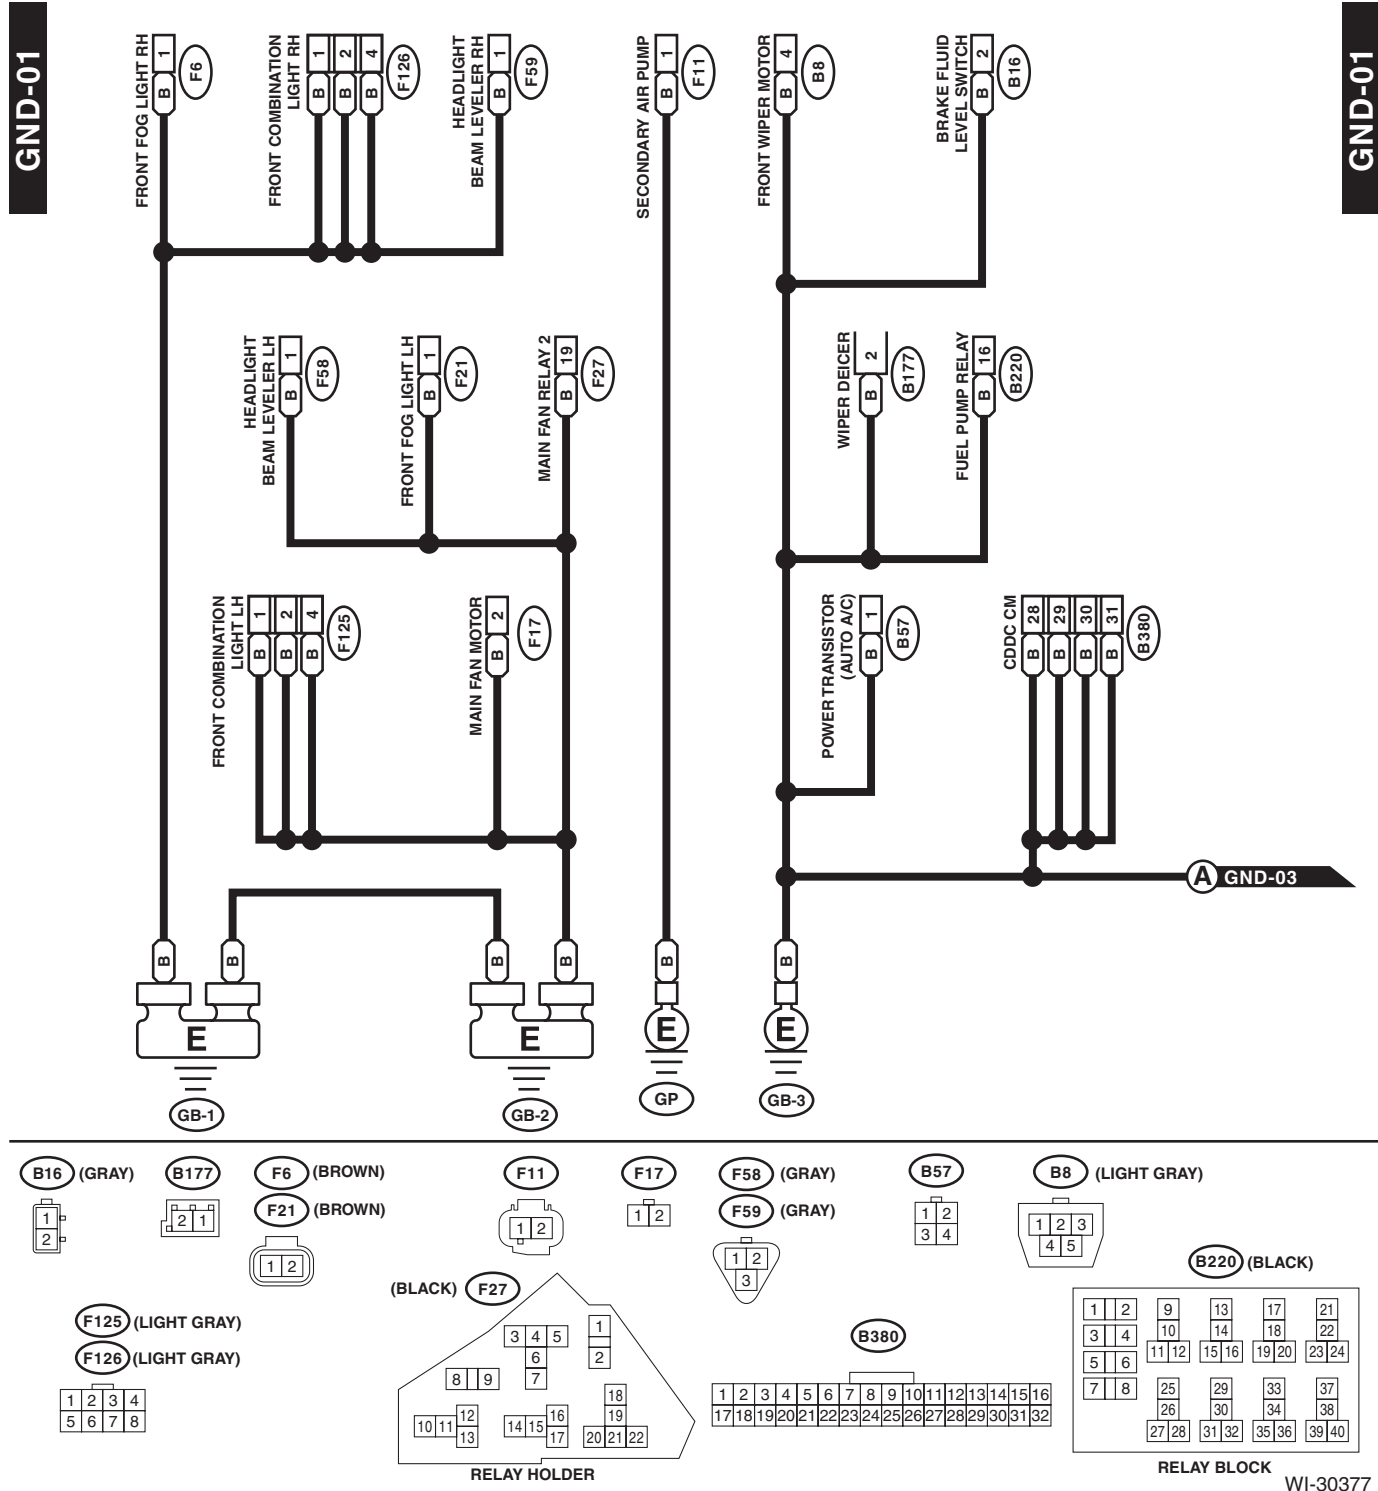 GND-01
GND-01
FRONT FOG LIGHT RH
1
B
F6
FRONT COMBINATION
LIGHT RH
1 2 4
B B B
F126
HEADLIGHT
BEAM LEVELER RH
1
B
F59
SECONDARY AIR PUMP
1
B
F11
FRONT WIPER MOTOR
4
B
B8
BRAKE FLUID
LEVEL SWITCH
2
B
B16
HEADLIGHT
BEAM LEVELER LH
1
B
F58
FRONT FOG LIGHT LH
1
B
F21
MAIN FAN RELAY 2
19
B
F27
WIPER DEICER
2
B
B177
FUEL PUMP RELAY
16
B
B220
FRONT COMBINATION
LIGHT LH
1 2 4
B B B
F125
MAIN FAN MOTOR
2
B
F17
POWER TRANSISTOR
(AUTO A/C)
1
B
B57
CDDC CM
28 29 30 31
B B B B
B380
A GND-03
B B B B B B
E E E E
GB-1 GB-2 GP GB-3
B16 (GRAY)
1
2
B177
2 1
F6 (BROWN)
F21 (BROWN)
1 2
F11
1 2
F17
1 2
F58 (GRAY)
F59 (GRAY)
1 2
3
B57
1 2
3 4
B8 (LIGHT GRAY)
1 2 3
4 5
F125 (LIGHT GRAY)
F126 (LIGHT GRAY)
1 2 3 4
5 6 7 8
(BLACK) F27
3 4 5 1
6 2
8 9 7
18
12 16 19
10 11 14 15
13 17 20 21 22
RELAY HOLDER
B380
1 2 3 4 5 6 7 8 9 10 11 12 13 14 15 16
17 18 19 20 21 22 23 24 25 26 27 28 29 30 31 32
B220 (BLACK)
1 2 9 13 17 21
3 4 10 14 18 22
11 12 15 16 19 20 23 24
5 6
7 8 25 29 33 37
26 30 34 38
27 28 31 32 35 36 39 40
RELAY BLOCK
WI-30377